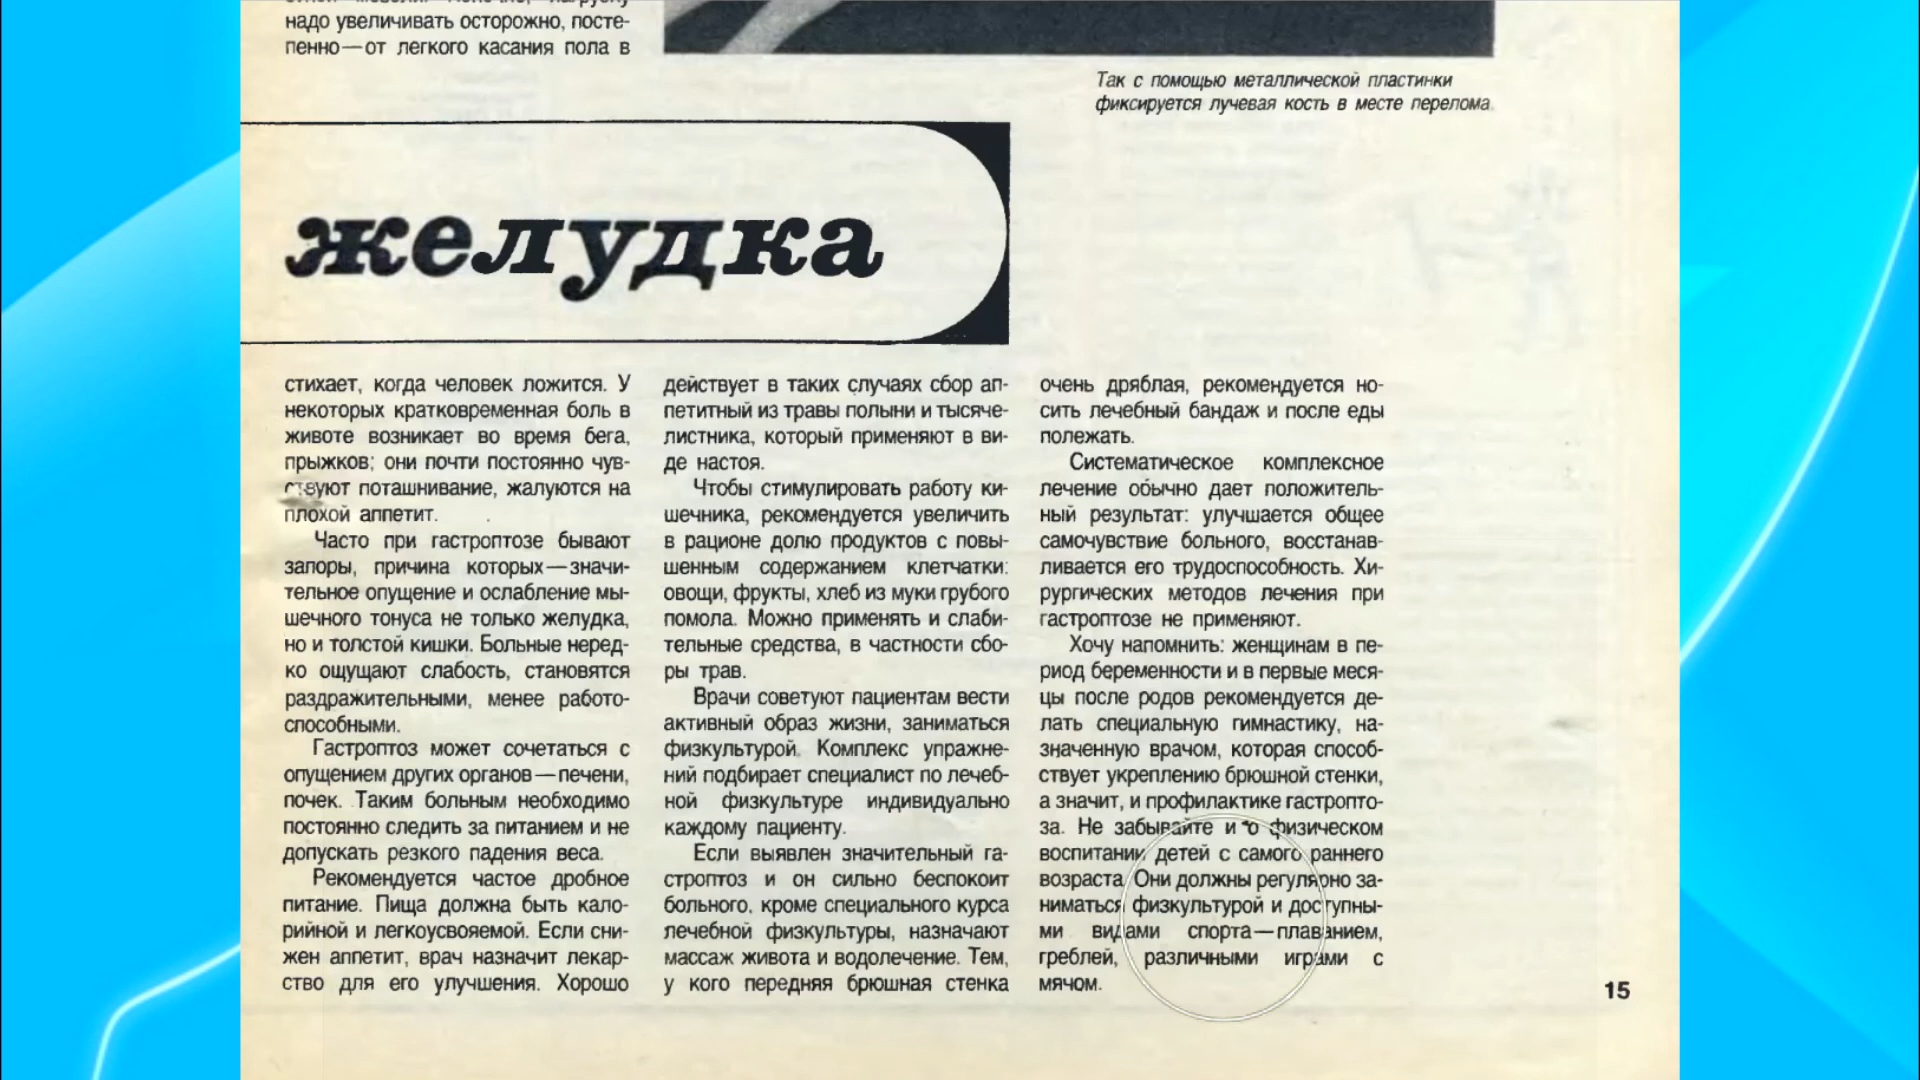 надо увеличивать осторожно, посте-
пенно—от легкого касания пола в
Так с помощью металлической пластинки
фиксируется лучевая кость в месте перелома.
желудка
стихает, когда человек ложится. У
некоторых кратковременная боль в
животе возникает во время бега,
прыжков; они почти постоянно чув-
ствуют поташнивание, жалуются на
плохой аппетит.
Часто при гастроптозе бывают
запоры, причина которых—значи-
тельное опущение и ослабление мы-
шечного тонуса не только желудка,
но и толстой кишки. Больные неред-
ко ощущают слабость, становятся
раздражительными, менее работо-
способными.
Гастроптоз может сочетаться с
опущением других органов—печени,
почек. Таким больным необходимо
постоянно следить за питанием и не
допускать резкого падения веса.
Рекомендуется частое дробное
питание. Пища должна быть кало-
рийной и легкоусвояемой. Если сни-
жен аппетит, врач назначит лекар-
ство для его улучшения. Хорошо
действует в таких случаях сбор ап-
петитный из травы полыни и тысяче-
листника, который применяют в ви-
де настоя.
Чтобы стимулировать работу ки-
шечника, рекомендуется увеличить
в рационе долю продуктов с повы-
шенным содержанием клетчатки:
овощи, фрукты, хлеб из муки грубого
помола. Можно применять и слаби-
тельные средства, в частности сбо-
ры трав.
Врачи советуют пациентам вести
активный образ жизни, заниматься
физкультурой. Комплекс упражне-
ний подбирает специалист по лечеб-
ной физкультуре индивидуально
каждому пациенту.
Если выявлен значительный га-
строптоз и он сильно беспокоит
больного, кроме специального курса
лечебной физкультуры, назначают
массаж живота и водолечение. Тем,
у кого передняя брюшная стенка
очень дряблая, рекомендуется но-
сить лечебный бандаж и после еды
полежать.
Систематическое комплексное
лечение обычно дает положитель-
ный результат: улучшается общее
самочувствие больного, восстанав-
ливается его трудоспособность. Хи-
рургических методов лечения при
гастроптозе не применяют.
Хочу напомнить: женщинам в пе-
риод беременности и в первые меся-
цы после родов рекомендуется де-
лать специальную гимнастику, на-
значенную врачом, которая способ-
ствует укреплению брюшной стенки,
а значит, и профилактике гастропто-
за. Не забывайте и о физическом
воспитании детей с самого раннего
возраста. Они должны регулярно за-
ниматься физкультурой и доступны-
ми видами спорта—плаванием,
греблей, различными играми с
мячом.
15